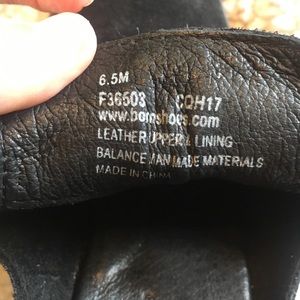 6.5M
F36503 CQH17
www.bornshoes.com
LEATHER UPPER & LINING
BALANCE MAN MADE MATERIALS
MADE IN CHINA